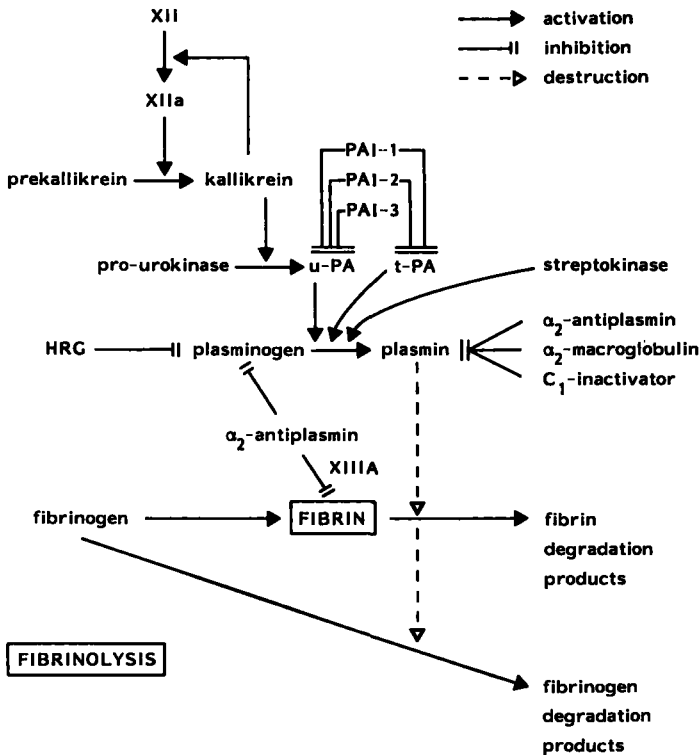 XII
activation
inhibition
destruction
XIIa
PAI-1
prekallikrein
kallikrein
PAI-2
PAI-3
pro-urokinase
u-PA
t-PA
streptokinase
α₂-antiplasmin
HRG
plasminogen
plasmin
α₂-macroglobulin
C₁-inactivator
α₂-antiplasmin
XIIIA
fibrinogen
FIBRIN
fibrin
degradation
products
FIBRINOLYSIS
fibrinogen
degradation
products